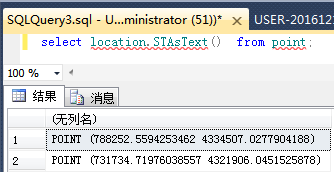 SQLQuery3.sql - U...ministrator (51))* × USER-2016121
select location.STAsText() from point;
100 %
结果 消息
(无列名)
1 POINT (788252.5594253462 4334507.0277904188)
2 POINT (731734.71976038557 4321906.0451525878)